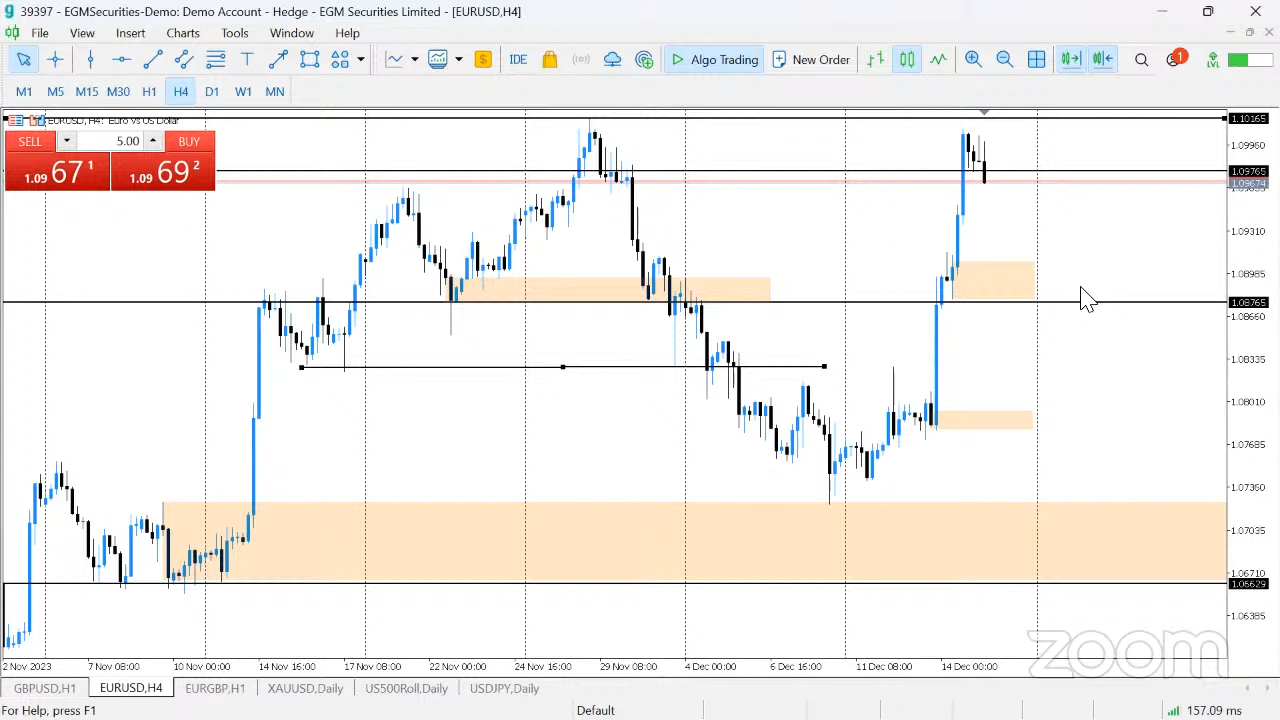 39397 - EGMSecurities-Demo: Demo Account - Hedge - EGM Securities Limited - [EURUSD,H4]
File View Insert Charts Tools Window Help
IDE Algo Trading New Order 1 LVL
M1 M5 M15 M30 H1 H4 D1 W1 MN
EURUSD, H4: Euro vs US Dollar
SELL 5.00 BUY
1.09 67 1 1.09 69 2
1.10165
1.09960
1.09765
1.09674
1.09310
1.08985
1.08765
1.08660
1.08335
1.08010
1.07685
1.07360
1.07035
1.06710
1.06629
1.06385
2 Nov 2023 7 Nov 08:00 10 Nov 00:00 14 Nov 16:00 17 Nov 08:00 22 Nov 00:00 24 Nov 16:00 29 Nov 08:00 4 Dec 00:00 6 Dec 16:00 11 Dec 08:00 14 Dec 00:00
zoom
GBPUSD,H1 EURUSD,H4 EURGBP,H1 XAUUSD,Daily US500Roll,Daily USDJPY,Daily
For Help, press F1 Default 157.09 ms